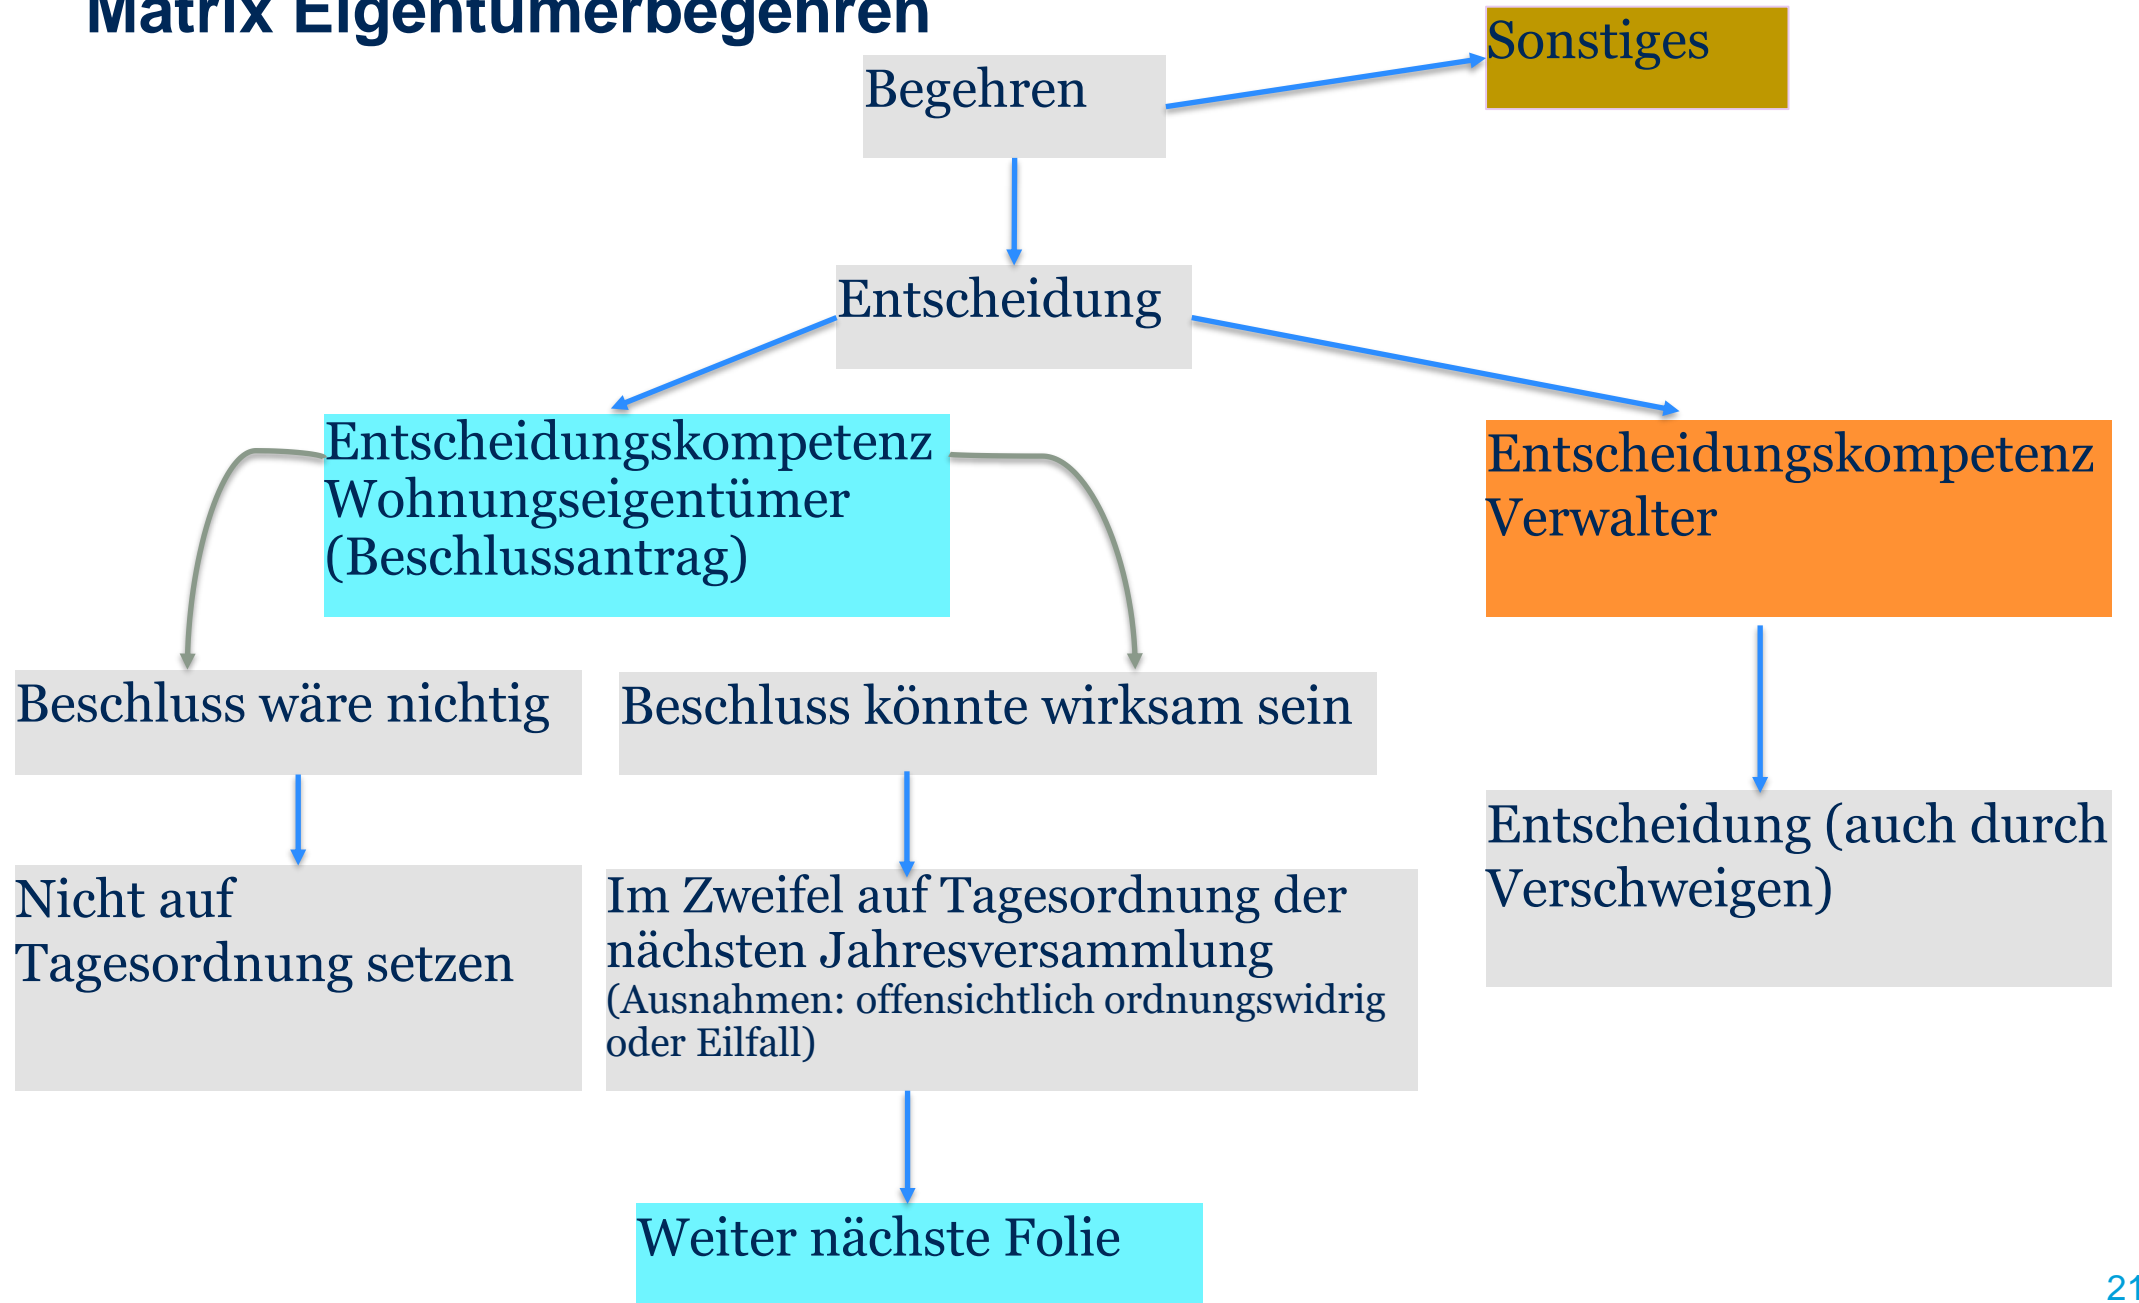 Matrix Eigentümerbegehren
Sonstiges
Begehren
Entscheidung
Entscheidungskompetenz
Wohnungseigentümer
(Beschlussantrag)
Entscheidungskompetenz
Verwalter
Beschluss wäre nichtig
Beschluss könnte wirksam sein
Entscheidung (auch durch
Verschweigen)
Nicht auf
Tagesordnung setzen
Im Zweifel auf Tagesordnung der
nächsten Jahresversammlung
(Ausnahmen: offensichtlich ordnungswidrig
oder Eilfall)
Weiter nächste Folie
21